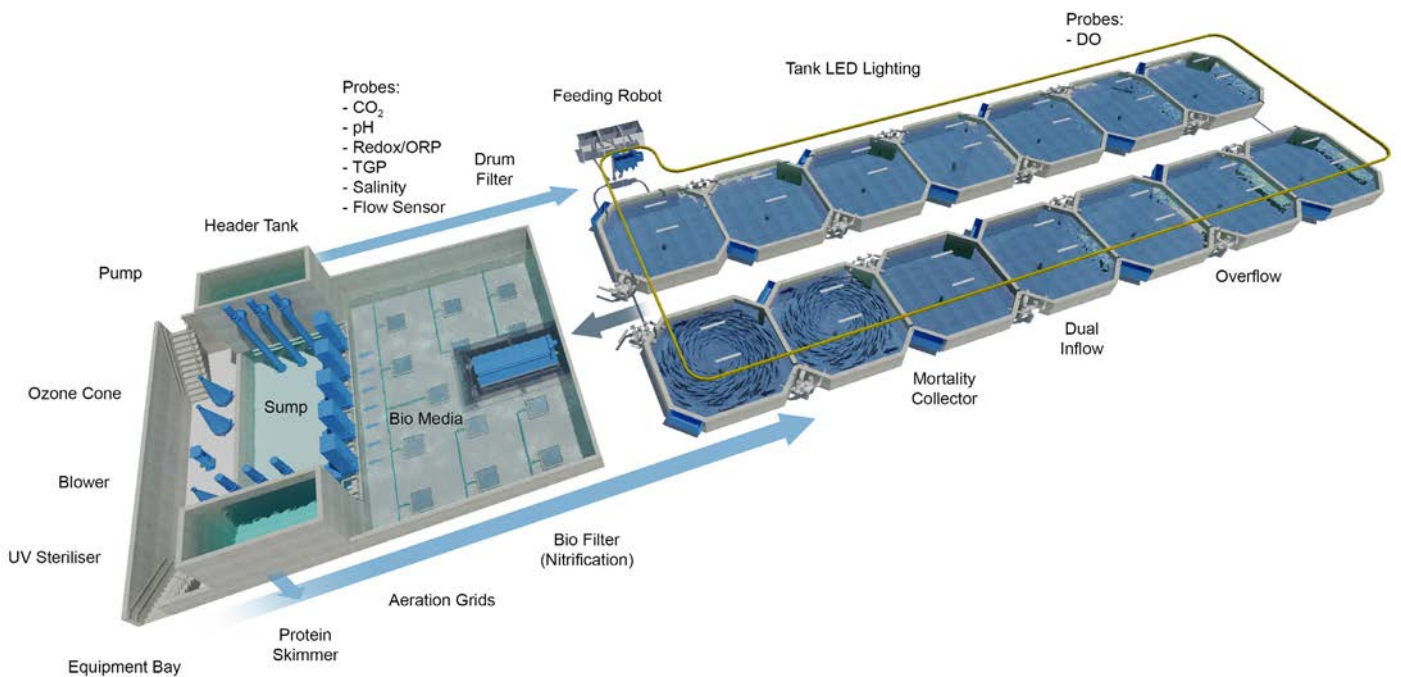 Probes:
- DO
Tank LED Lighting
Probes:
- CO₂
- pH
- Redox/ORP
- TGP
- Salinity
- Flow Sensor
Feeding Robot
Drum
Filter
Header Tank
Pump
Overflow
Dual
Inflow
Mortality
Collector
Ozone Cone
Sump
Bio Media
Blower
Bio Filter
(Nitrification)
UV Steriliser
Aeration Grids
Protein
Skimmer
Equipment Bay